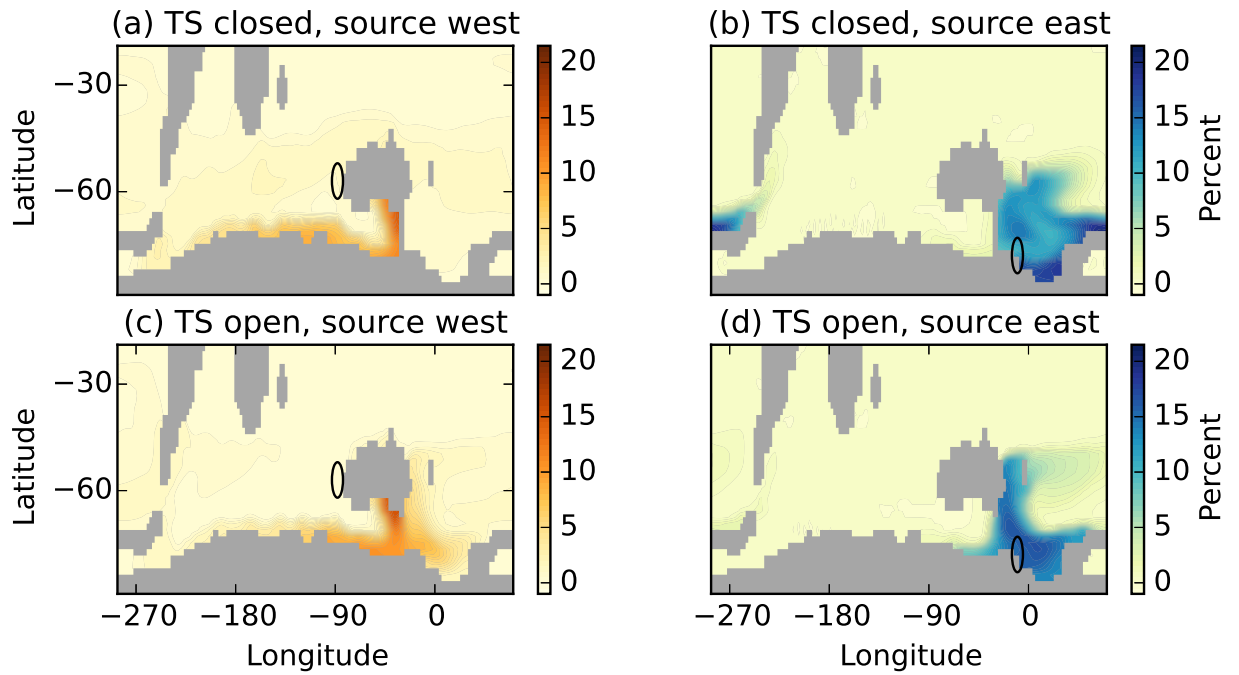 (a) TS closed, source west
(b) TS closed, source east
Latitude
−30
−60
20
15
10
5
0
20
15
10
5
0
Percent
(c) TS open, source west
(d) TS open, source east
Latitude
−30
−60
20
15
10
5
0
20
15
10
5
0
Percent
−270 −180 −90 0
−270 −180 −90 0
Longitude
Longitude